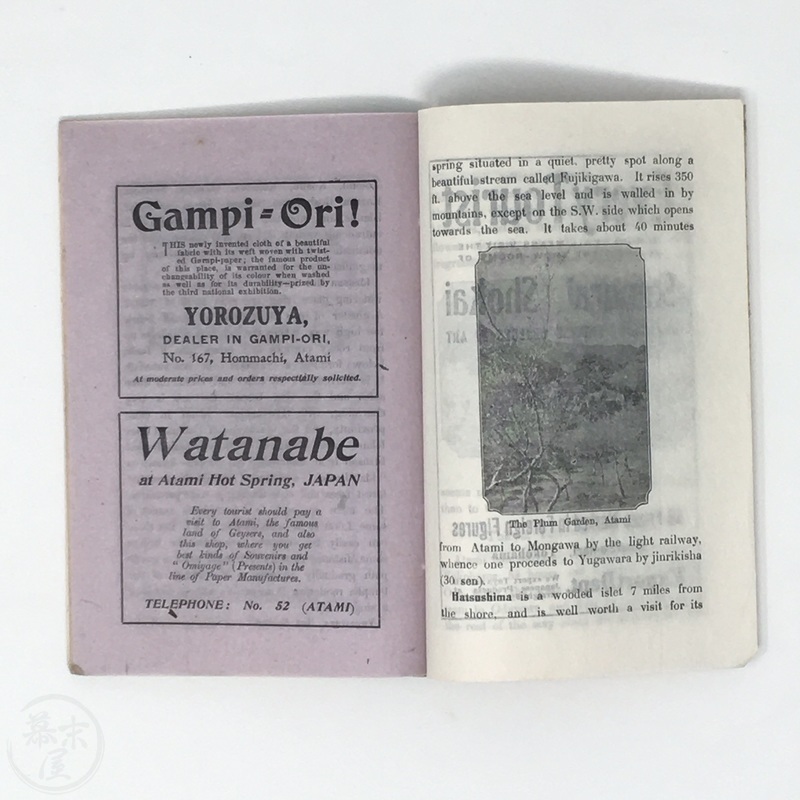 Gampi-Ori!
THIS newly invented cloth of a beautiful
fabric with its weft woven with twist-
ed Gampi-paper; the famous product
of this place, is warranted for the un-
changeability of its colour when washed
as well as for its durability—prized by
the third national exhibition.
YOROZUYA,
DEALER IN GAMPI-ORI,
No. 167, Hommachi, Atami
At moderate prices and orders respectfully solicited.
Watanabe
at Atami Hot Spring, JAPAN
Every tourist should pay a
visit to Atami, the famous
land of Geysers, and also
this shop, where you get
best kinds of Souvenirs and
"Omiyage" (Presents) in the
line of Paper Manufactures.
TELEPHONE: No. 52 (ATAMI)
spring situated in a quiet, pretty spot along a
beautiful stream called Fujikigawa. It rises 350
ft. above the sea level and is walled in by
mountains, except on the S.W. side which opens
towards the sea. It takes about 40 minutes
The Plum Garden, Atami
from Atami to Mongawa by the light railway,
whence one proceeds to Yugawara by jinrikisha
(30 sen).
Hatsushima is a wooded islet 7 miles from
the shore, and is well worth a visit for its
幕末屋